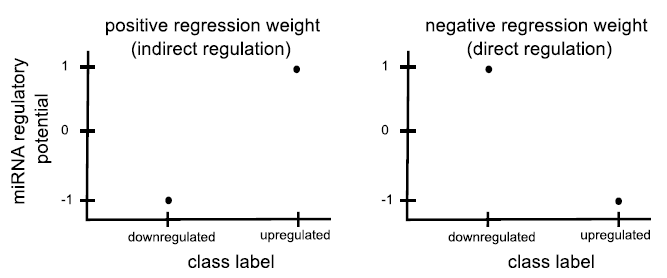 positive regression weight
(indirect regulation)
miRNA regulatory
potential
1
0
-1
downregulated
upregulated
class label
negative regression weight
(direct regulation)
1
0
-1
downregulated
upregulated
class label